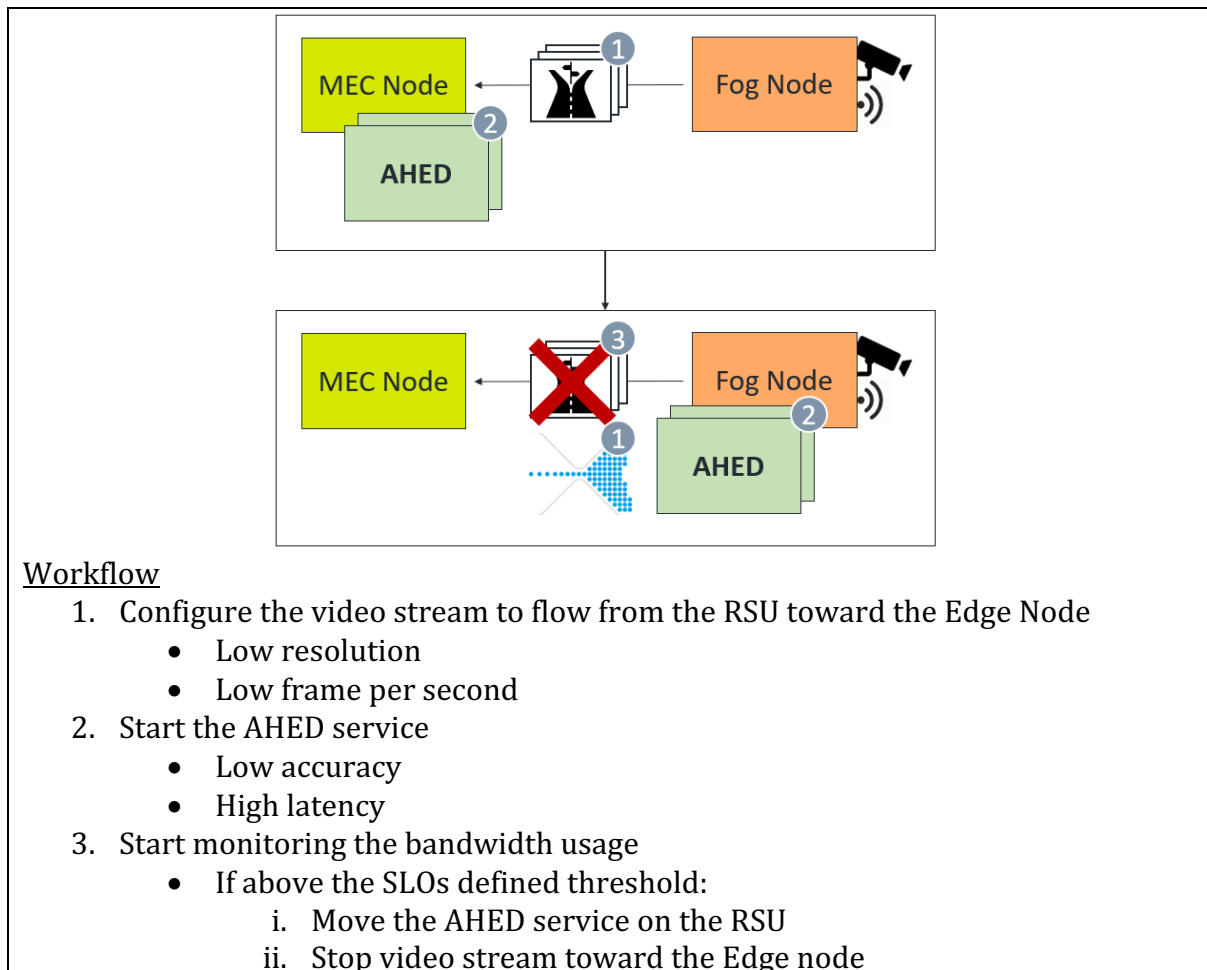 1
MEC Node
Fog Node
2
AHED
3
MEC Node
Fog Node
1
2
AHED
Workflow
1. Configure the video stream to flow from the RSU toward the Edge Node
• Low resolution
• Low frame per second
2. Start the AHED service
• Low accuracy
• High latency
3. Start monitoring the bandwidth usage
• If above the SLOs defined threshold:
i. Move the AHED service on the RSU
ii. Stop video stream toward the Edge node